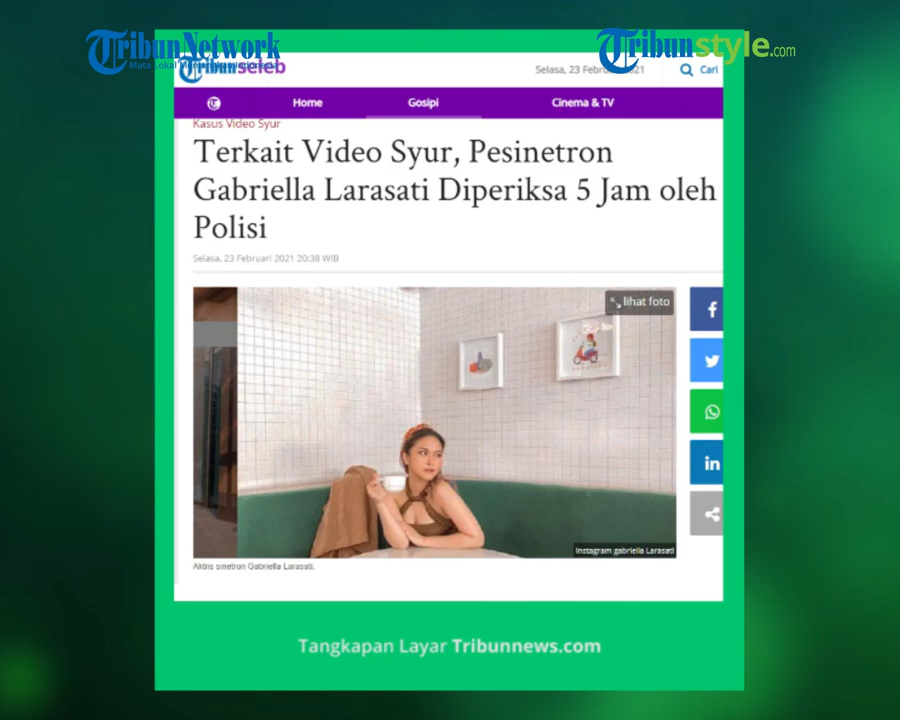 TribunNetwork
Mata Lokal
Tribunstyle.com
Tribunseleb
Selasa, 23
Cari
Home
Gosipi
Cinema & TV
Kasus Video Syur
Terkait Video Syur, Pesinetron
Gabriella Larasati Diperiksa 5 Jam oleh
Polisi
Selasa, 23 Februari 2021 20:38 WIB
lihat foto
Instagram gabriella Larasati
Aktris sinetron Gabriella Larasati.
Tangkapan Layar Tribunnews.com